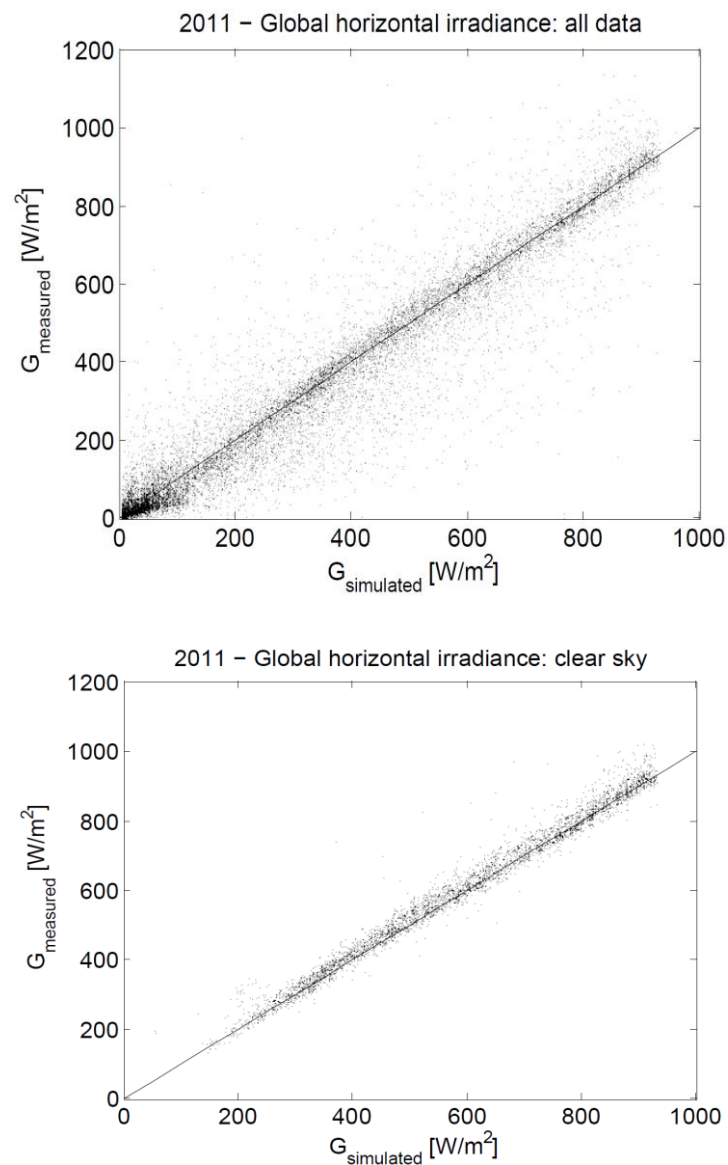 2011 − Global horizontal irradiance: all data
1200
1000
800
600
400
200
0
G_measured [W/m²]
0 200 400 600 800 1000
G_simulated [W/m²]
2011 − Global horizontal irradiance: clear sky
1200
1000
800
600
400
200
0
G_measured [W/m²]
0 200 400 600 800 1000
G_simulated [W/m²]